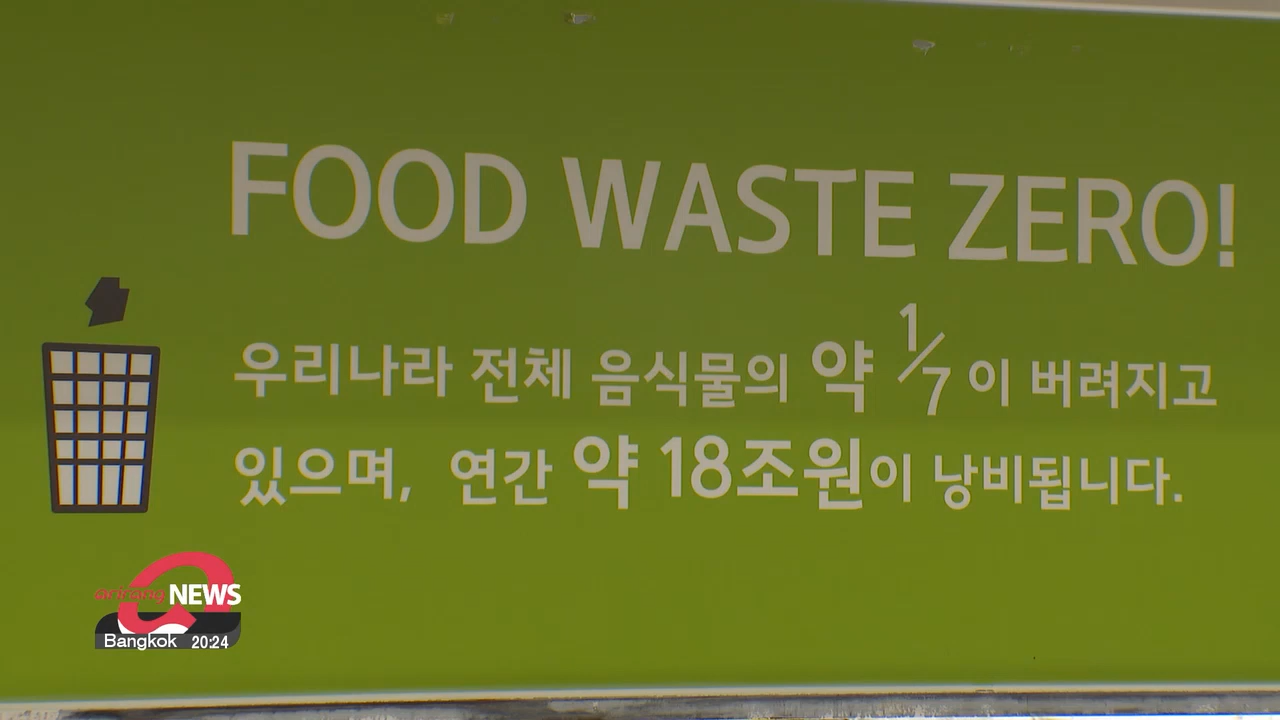 FOOD WASTE ZERO!
우리나라 전체 음식물의 약 1/7이 버려지고
있으며, 연간 약 18조원이 낭비됩니다.
arirang NEWS
Bangkok 20:24